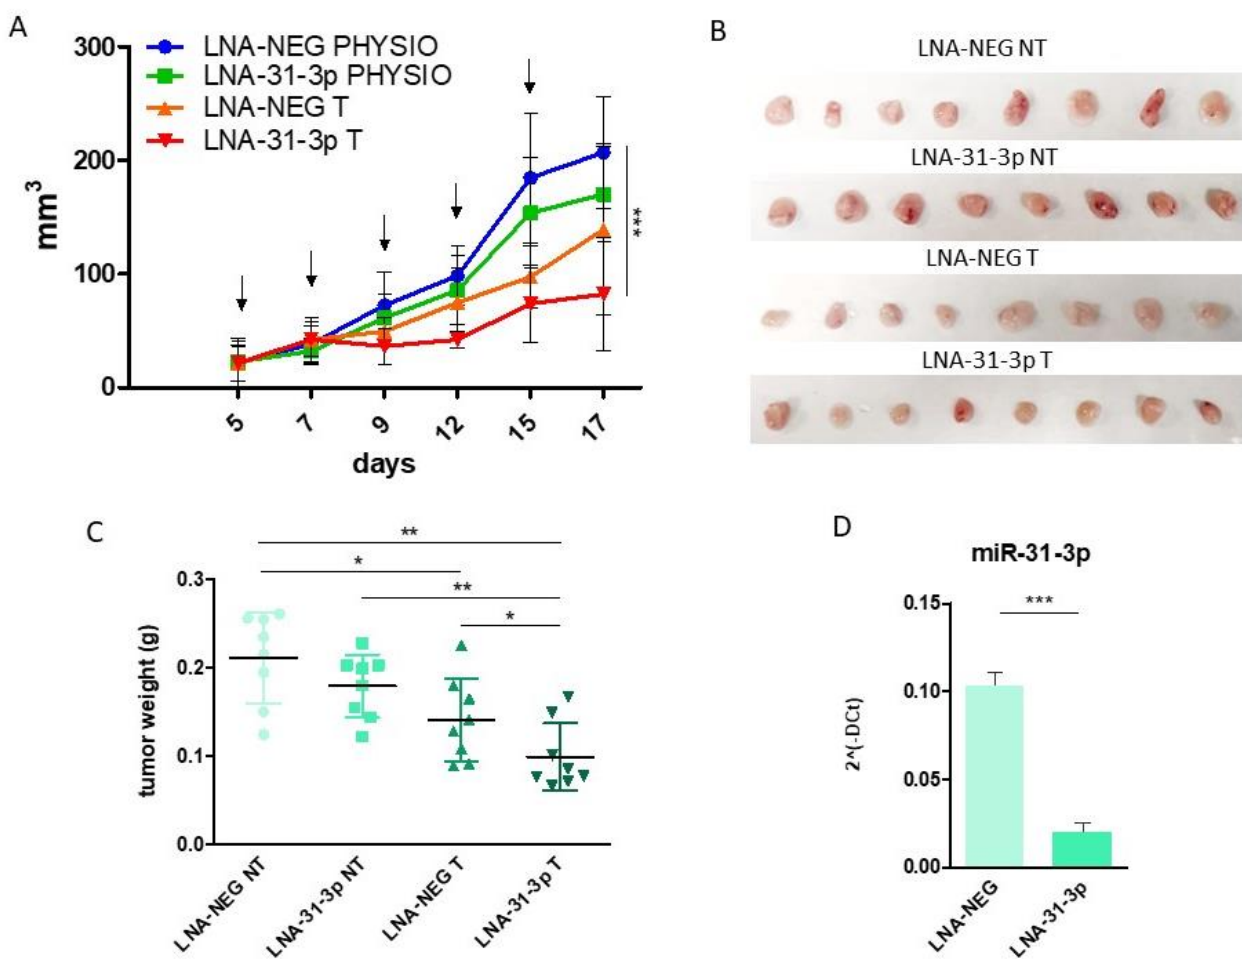 A
300
200
100
0
mm³
LNA-NEG PHYSIO
LNA-31-3p PHYSIO
LNA-NEG T
LNA-31-3p T
***
5
7
9
12
15
17
days
B
LNA-NEG NT
LNA-31-3p NT
LNA-NEG T
LNA-31-3p T
C
**
*
**
*
0.3
0.2
0.1
0.0
tumor weight (g)
LNA-NEG NT
LNA-31-3p NT
LNA-NEG T
LNA-31-3p T
D
miR-31-3p
***
0.15
0.10
0.05
0.00
2^(-DCt)
LNA-NEG
LNA-31-3p